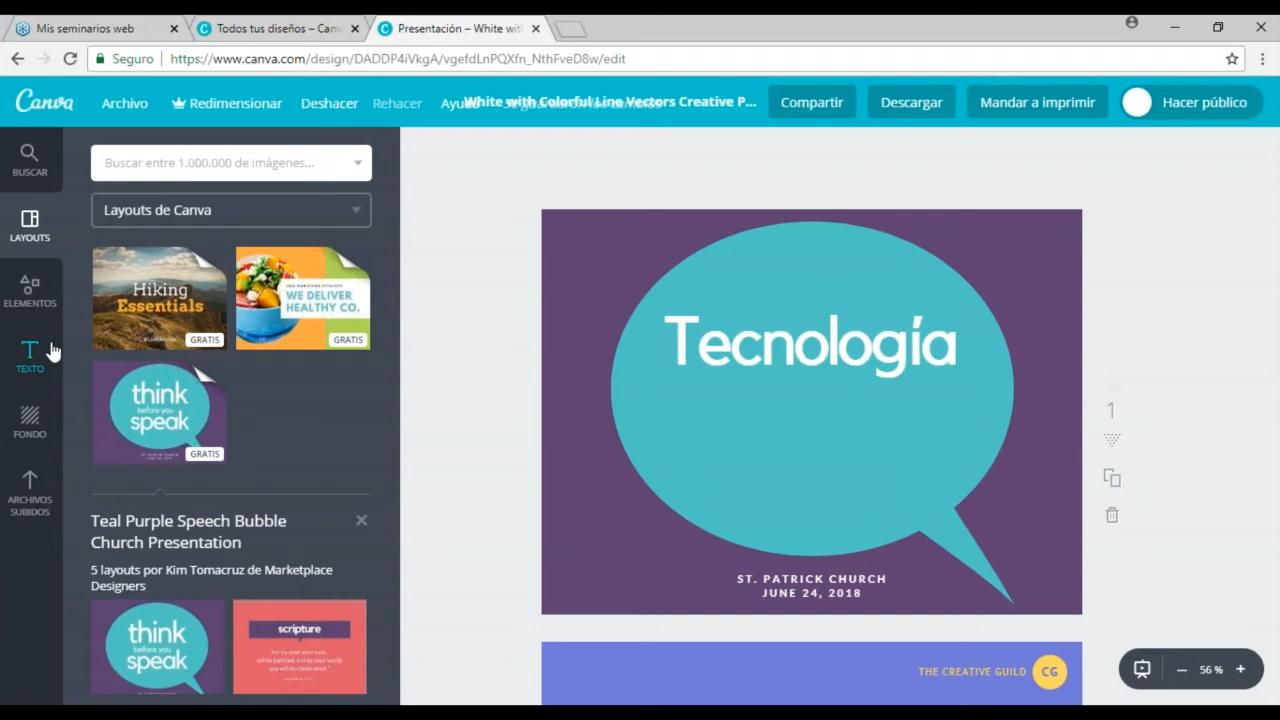 Mis seminarios web
Todos tus diseños – Can
Presentación – White wit
Seguro
https://www.canva.com/design/DADDP4iVkgA/vgefdLnPQXfn_NthFveD8w/edit
Canva
Archivo
Redimensionar
Deshacer
Rehacer
White with Colorful Line Vectors Creative P...
Compartir
Descargar
Mandar a imprimir
Hacer público
BUSCAR
LAYOUTS
ELEMENTOS
TEXTO
FONDO
ARCHIVOS
SUBIDOS
Buscar entre 1.000.000 de imágenes...
Layouts de Canva
Hiking
Essentials
GRATIS
WE DELIVER
HEALTHY CO.
GRATIS
think
before you
speak
GRATIS
Teal Purple Speech Bubble
Church Presentation
5 layouts por Kim Tomacruz de Marketplace
Designers
think
before you
speak
scripture
Tecnología
ST. PATRICK CHURCH
JUNE 24, 2018
1
THE CREATIVE GUILD
CG
56 %